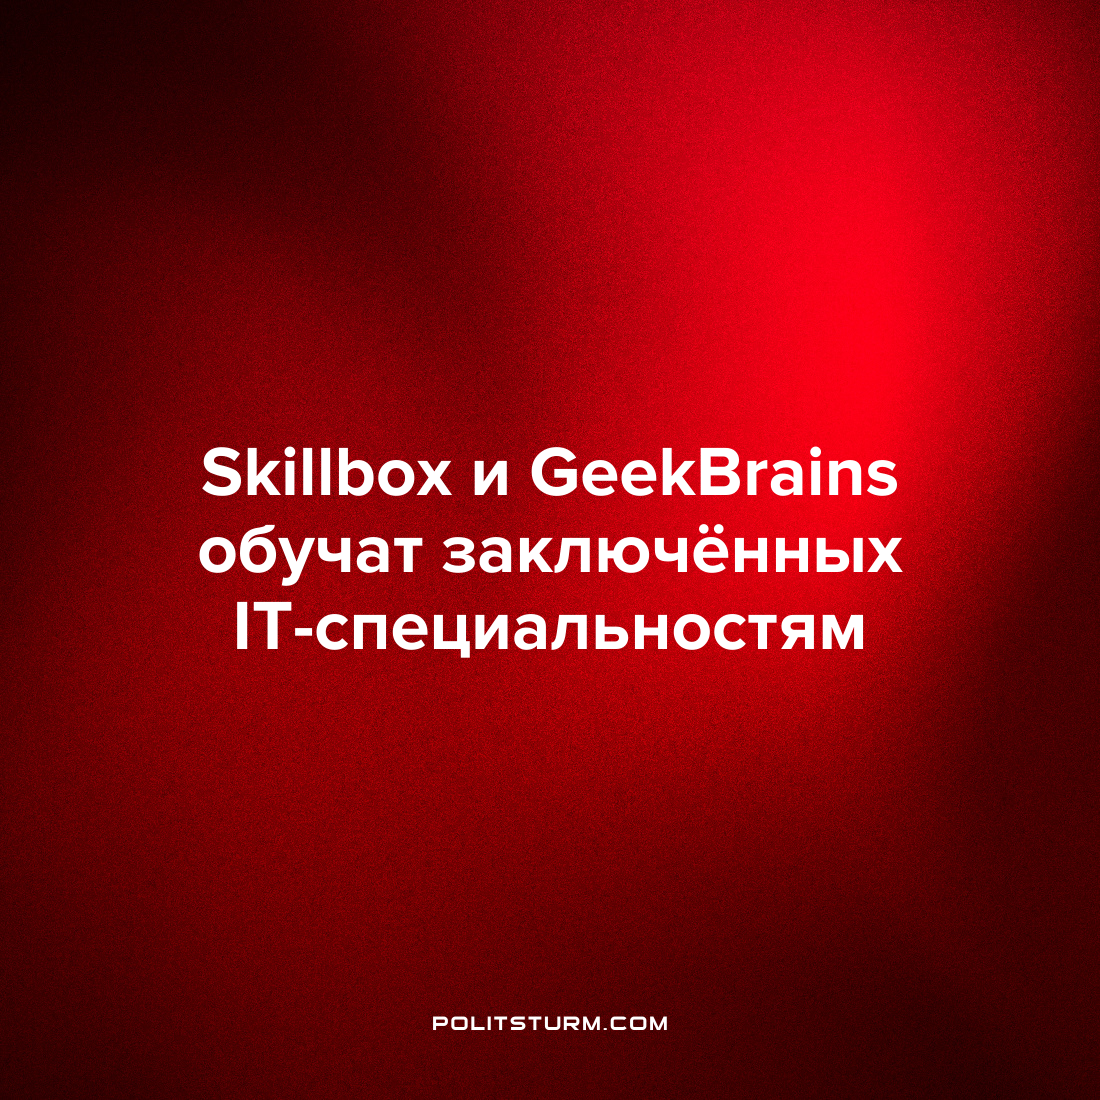 Skillbox и GeekBrains
обучат заключённых
IT-специальностям
POLITSTURM.COM